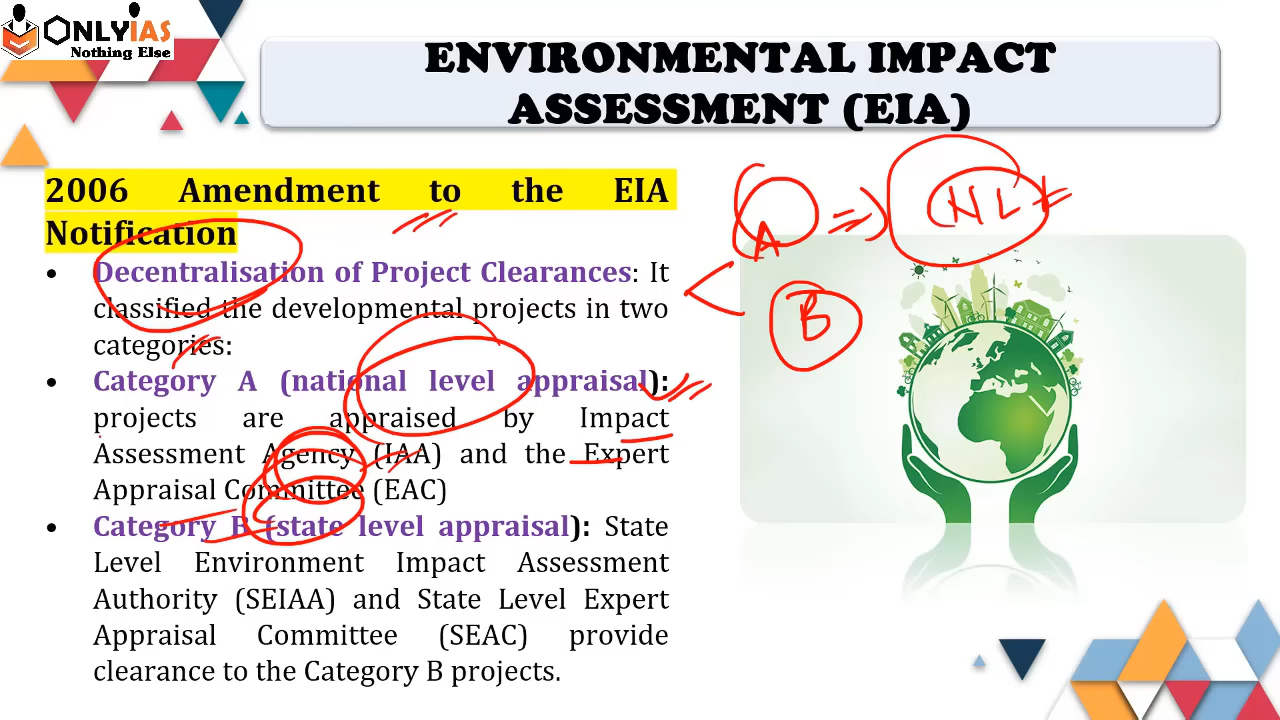 ONLYIAS
Nothing Else
ENVIRONMENTAL IMPACT
ASSESSMENT (EIA)
2006 Amendment to the EIA
Notification
• Decentralisation of Project Clearances: It
classified the developmental projects in two
categories:
• Category A (national level appraisal):
projects are appraised by Impact
Assessment Agency (IAA) and the Expert
Appraisal Committee (EAC)
• Category B (state level appraisal): State
Level Environment Impact Assessment
Authority (SEIAA) and State Level Expert
Appraisal Committee (SEAC) provide
clearance to the Category B projects.
A => NL
B